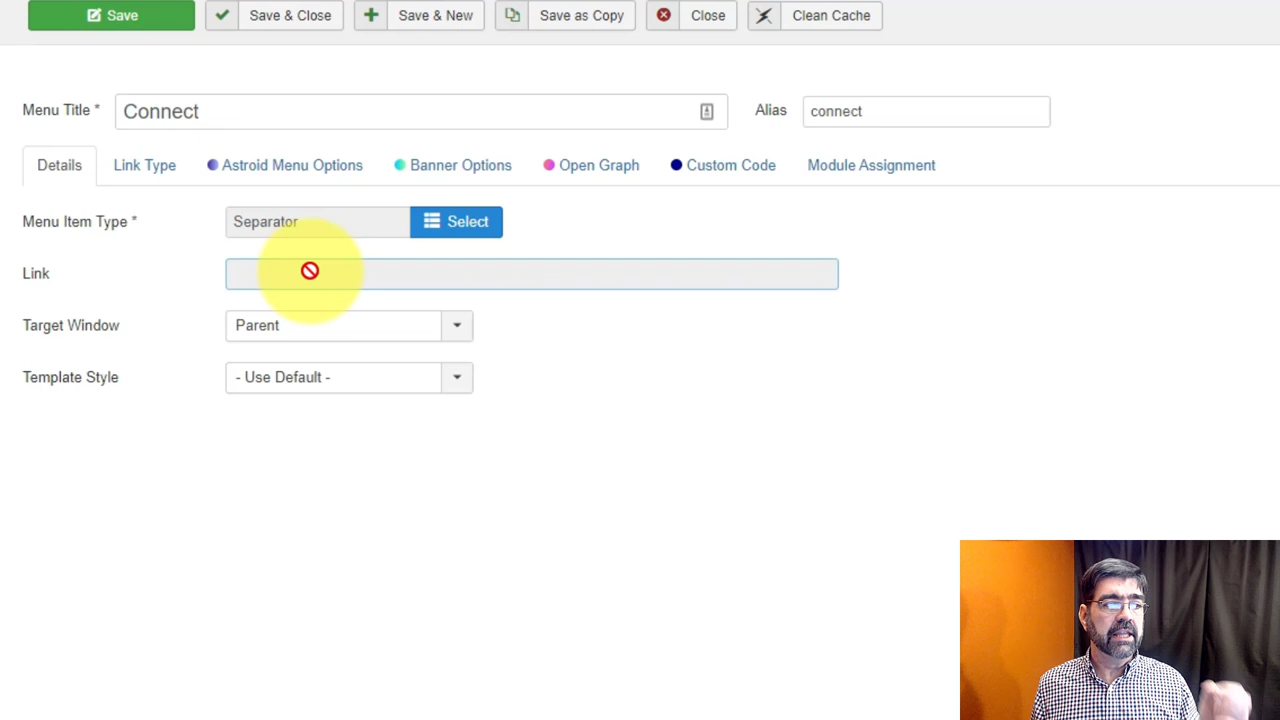 Save
Save & Close
Save & New
Save as Copy
Close
Clean Cache
Menu Title *
Connect
Alias
connect
Details
Link Type
Astroid Menu Options
Banner Options
Open Graph
Custom Code
Module Assignment
Menu Item Type *
Separator
Select
Link
Target Window
Parent
Template Style
- Use Default -